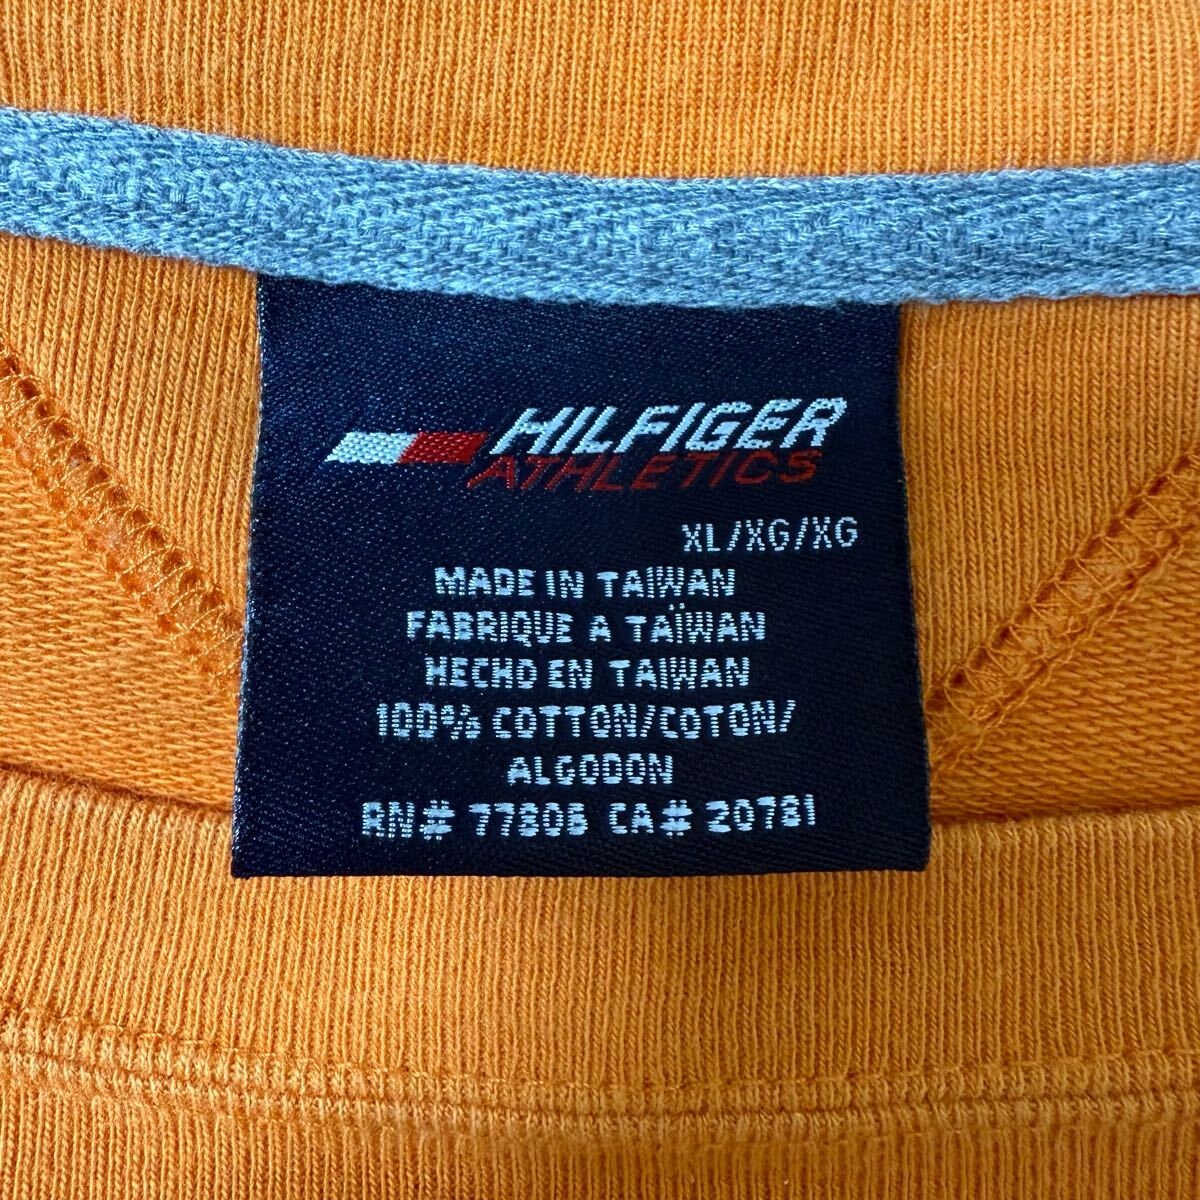 HILFIGER
ATHLETICS
XL/XG/XG
MADE IN TAIWAN
FABRIQUE A TAÏWAN
HECHO EN TAIWAN
100% COTTON/COTON/
ALGODON
RN# 77806 CA# 20781